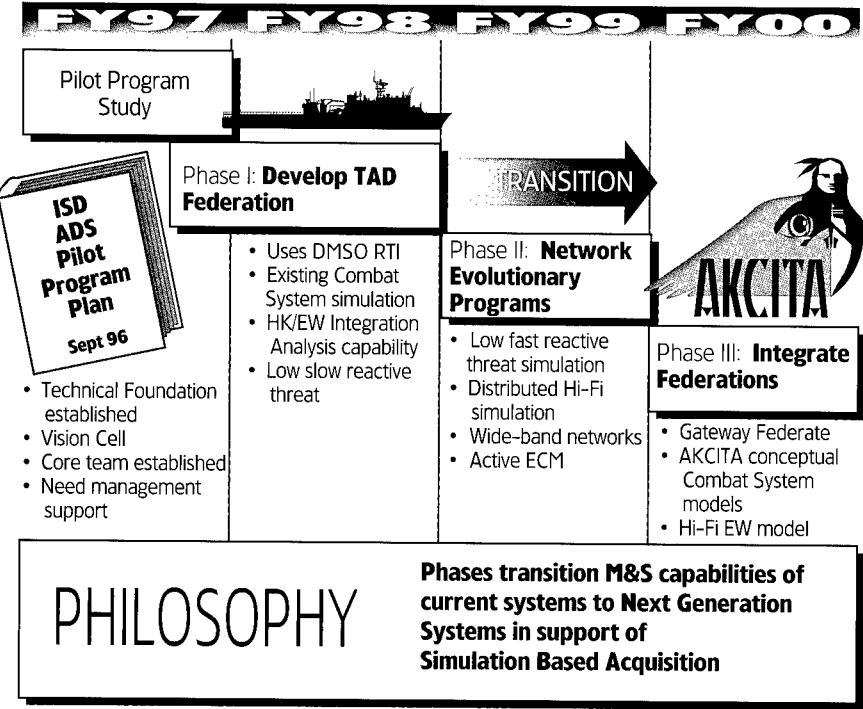 FY97 FY98 FY99 FY00
Pilot Program
Study
ISD
ADS
Pilot
Program
Plan
Sept 96
• Technical Foundation
established
• Vision Cell
• Core team established
• Need management
support
Phase I: Develop TAD
Federation
• Uses DMSO RTI
• Existing Combat
System simulation
• HK/EW Integration
Analysis capability
• Low slow reactive
threat
TRANSITION
Phase II: Network
Evolutionary
Programs
• Low fast reactive
threat simulation
• Distributed Hi-Fi
simulation
• Wide-band networks
• Active ECM
AKCITA
Phase III: Integrate
Federations
• Gateway Federate
• AKCITA conceptual
Combat System
models
• Hi-Fi EW model
PHILOSOPHY
Phases transition M&S capabilities of
current systems to Next Generation
Systems in support of
Simulation Based Acquisition